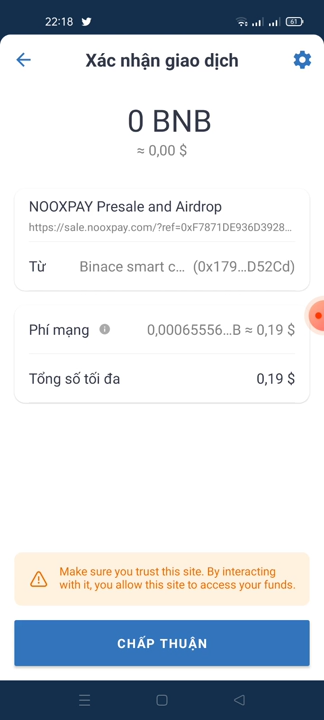 22:18
61
Xác nhận giao dịch
0 BNB
≈ 0,00 $
NOOXPAY Presale and Airdrop
https://sale.nooxpay.com/?ref=0xF7871DE936D3928...
Từ Binace smart c... (0x179...D52Cd)
Phí mạng 0,00065556...B ≈ 0,19 $
Tổng số tối đa 0,19 $
Make sure you trust this site. By interacting
with it, you allow this site to access your funds.
CHẤP THUẬN